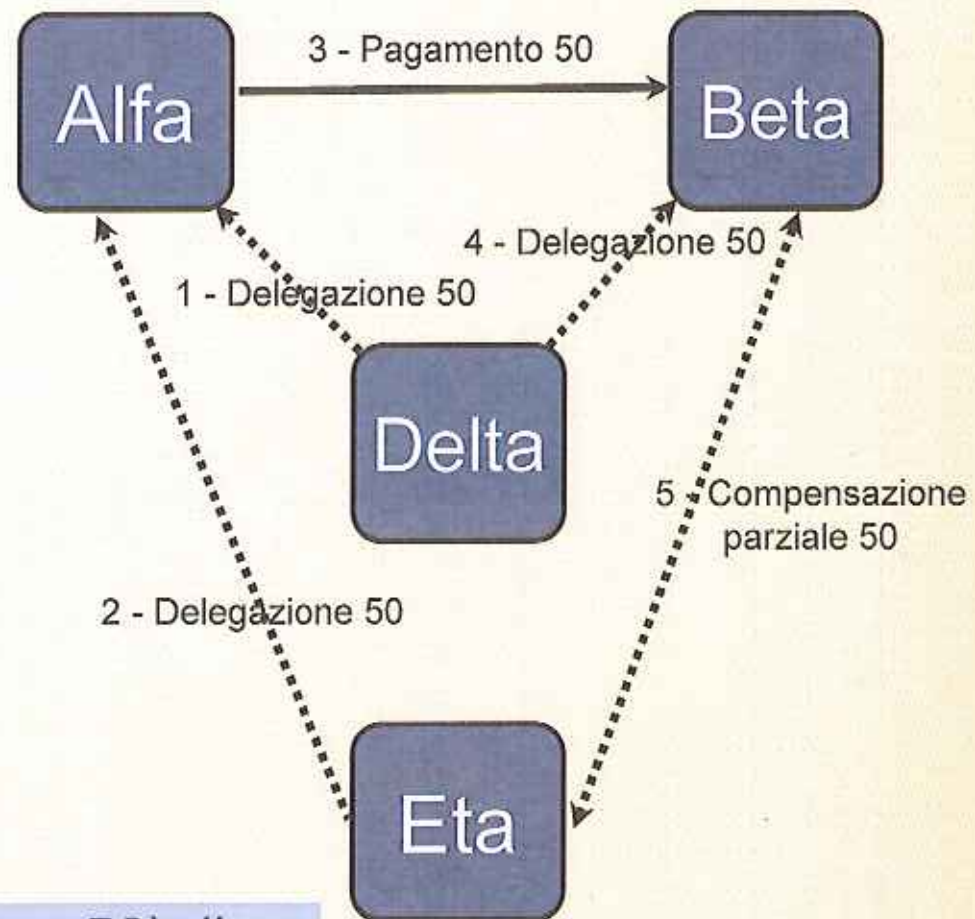 3 - Pagamento 50
Alfa
Beta
4 - Delegazione 50
1 - Delegazione 50
Delta
5 - Compensazione
parziale 50
2 - Delegazione 50
Eta